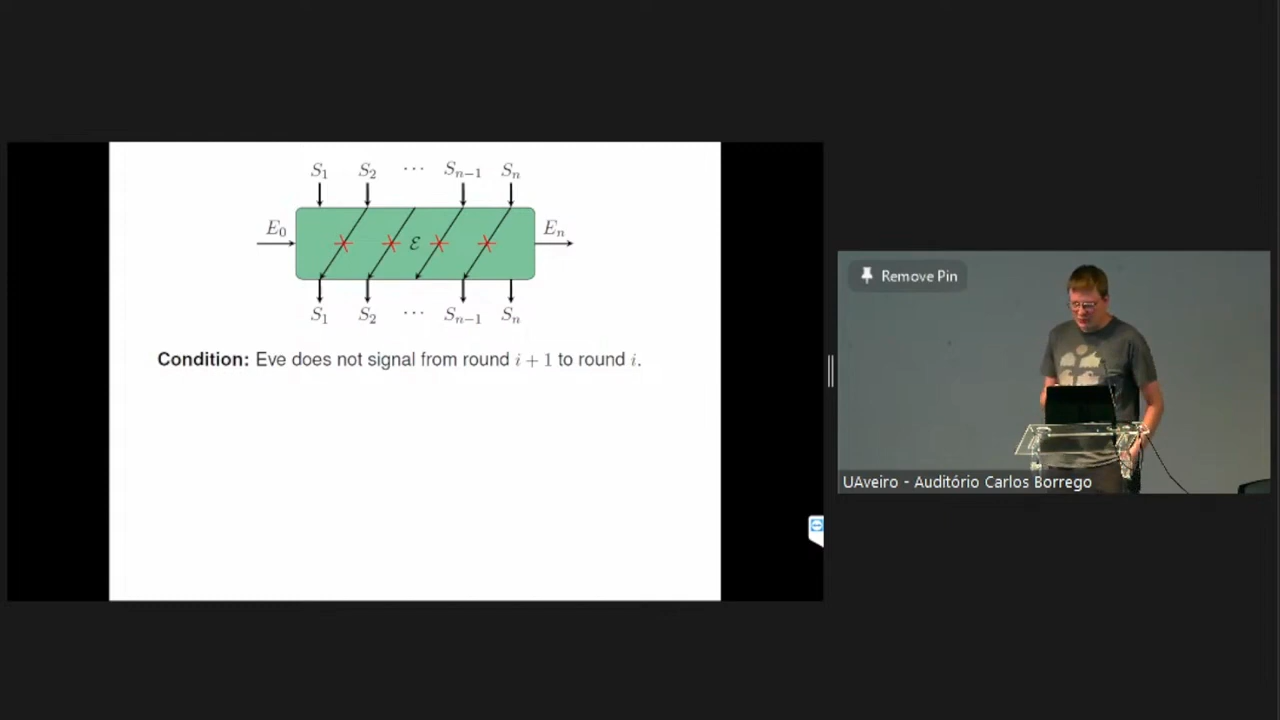 S₁ S₂ ⋯ Sₙ₋₁ Sₙ
E₀ ℰ Eₙ
S₁ S₂ ⋯ Sₙ₋₁ Sₙ
Condition: Eve does not signal from round i + 1 to round i.
Remove Pin
UAveiro - Auditório Carlos Borrego